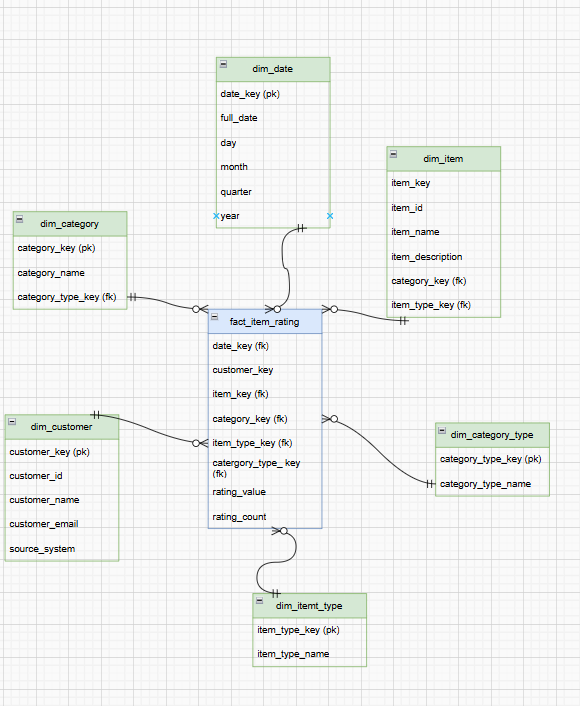 dim_date
date_key (pk)
full_date
day
month
quarter
year
dim_item
item_key
item_id
item_name
item_description
category_key (fk)
item_type_key (fk)
dim_category
category_key (pk)
category_name
category_type_key (fk)
fact_item_rating
date_key (fk)
customer_key
item_key (fk)
category_key (fk)
item_type_key (fk)
catergory_type_ key
(fk)
rating_value
rating_count
dim_customer
customer_key (pk)
customer_id
customer_name
customer_email
source_system
dim_category_type
category_type_key (pk)
category_type_name
dim_itemt_type
item_type_key (pk)
item_type_name